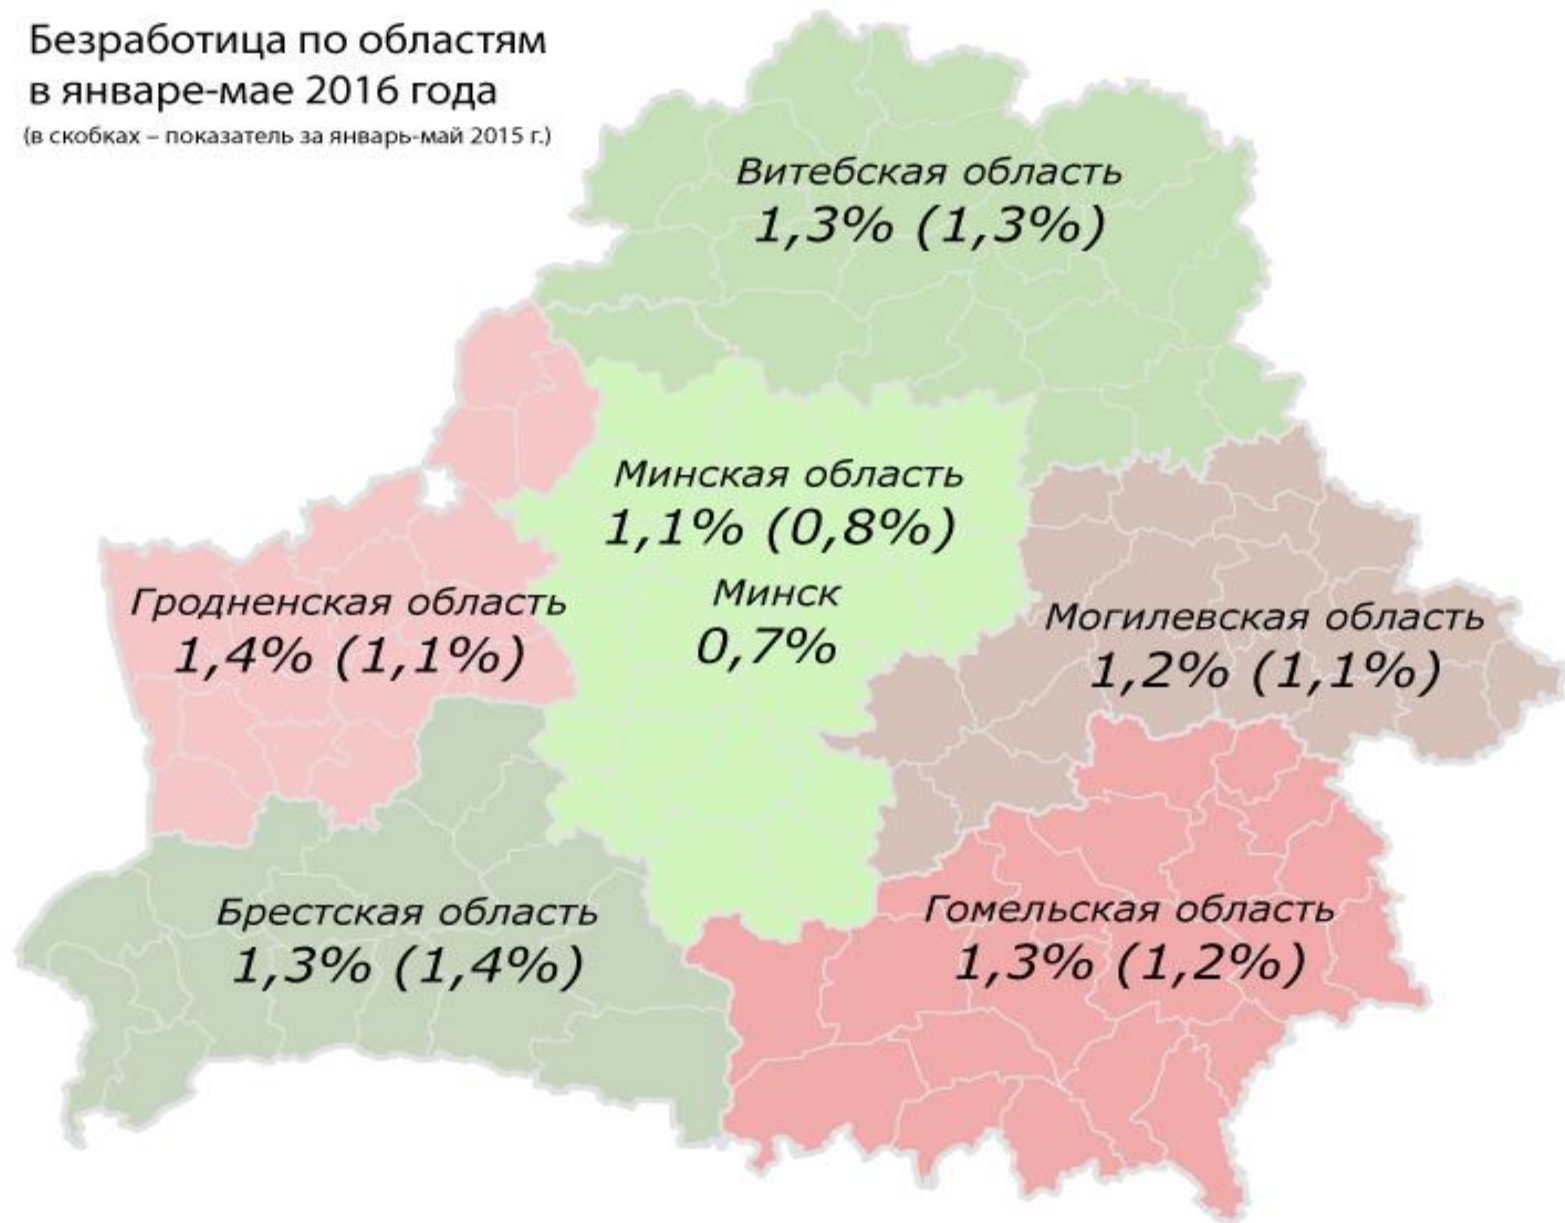 Безработица по областям
в январе-мае 2016 года
(в скобках – показатель за январь-май 2015 г.)
Витебская область
1,3% (1,3%)
Минская область
1,1% (0,8%)
Минск
0,7%
Гродненская область
1,4% (1,1%)
Могилевская область
1,2% (1,1%)
Брестская область
1,3% (1,4%)
Гомельская область
1,3% (1,2%)